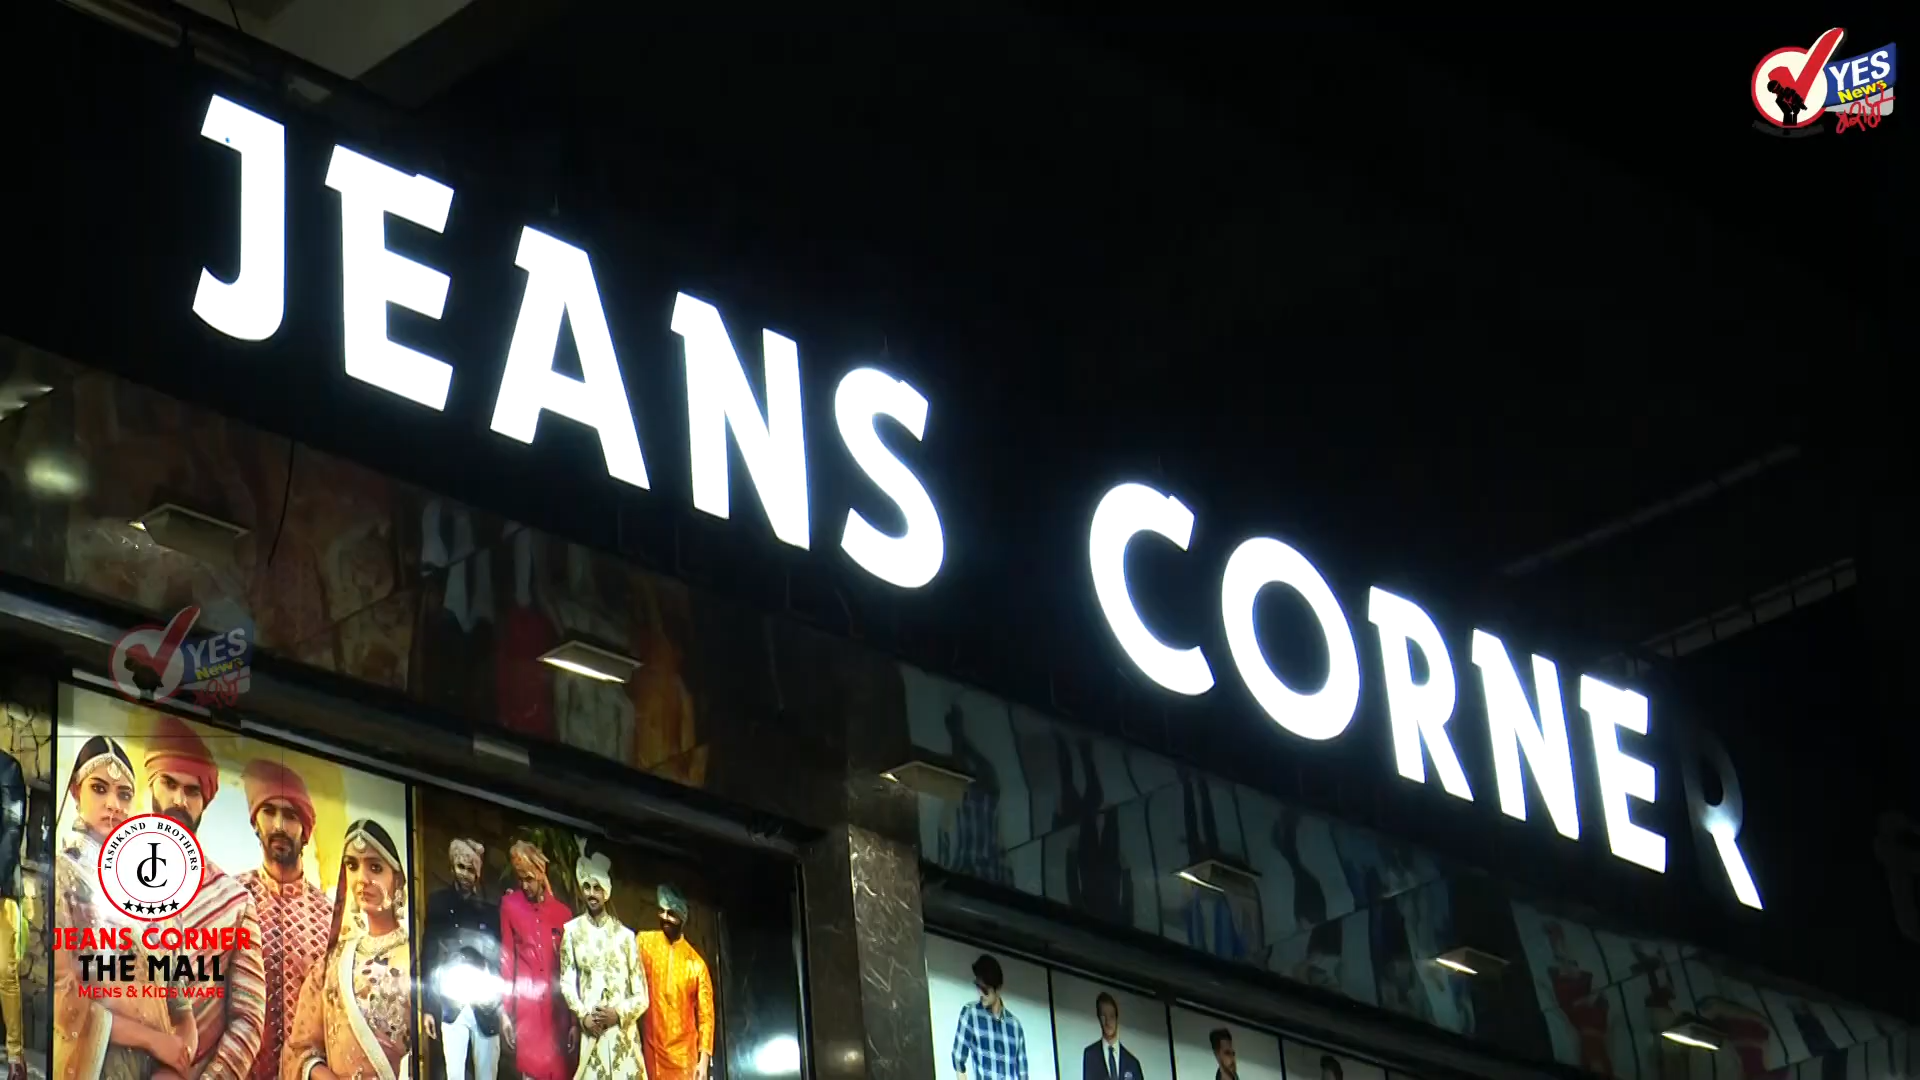 JEANS CORNER
YES
News
YES
News
TASHKAND BROTHERS
JC
JEANS CORNER
THE MALL
MENS & KIDS WARE